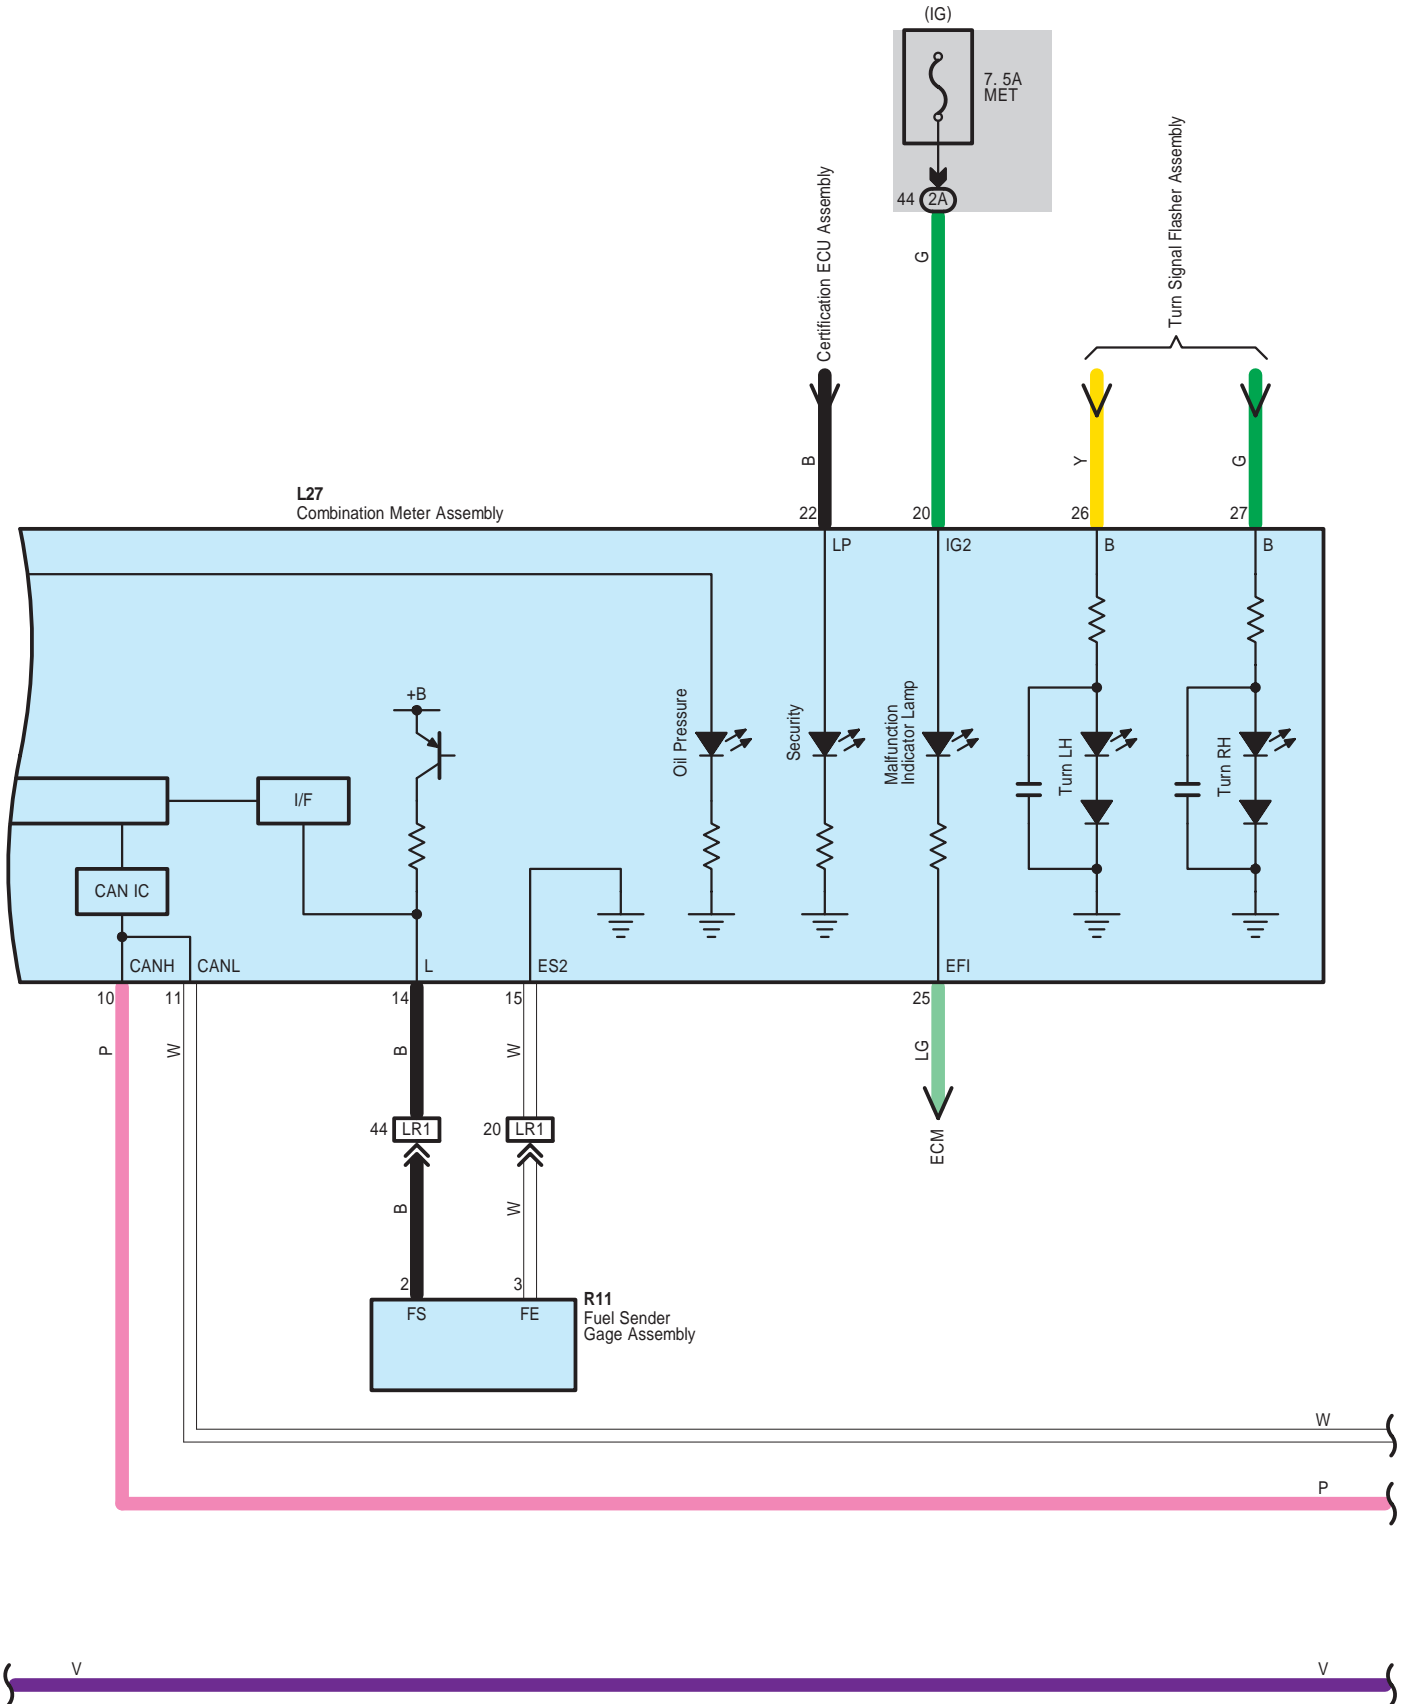 (IG)
7. 5A
MET
44
2A
Certification ECU Assembly
Turn Signal Flasher Assembly
G
B
Y
G
L27
Combination Meter Assembly
22
20
26
27
LP
IG2
B
B
+B
Oil Pressure
Security
Malfunction
Indicator Lamp
Turn LH
Turn RH
I/F
CAN IC
CANH
CANL
L
ES2
EFI
10
11
14
15
25
P
W
B
W
LG
44
LR1
20
LR1
ECM
B
W
2
3
FS
FE
R11
Fuel Sender
Gage Assembly
W
P
V
V